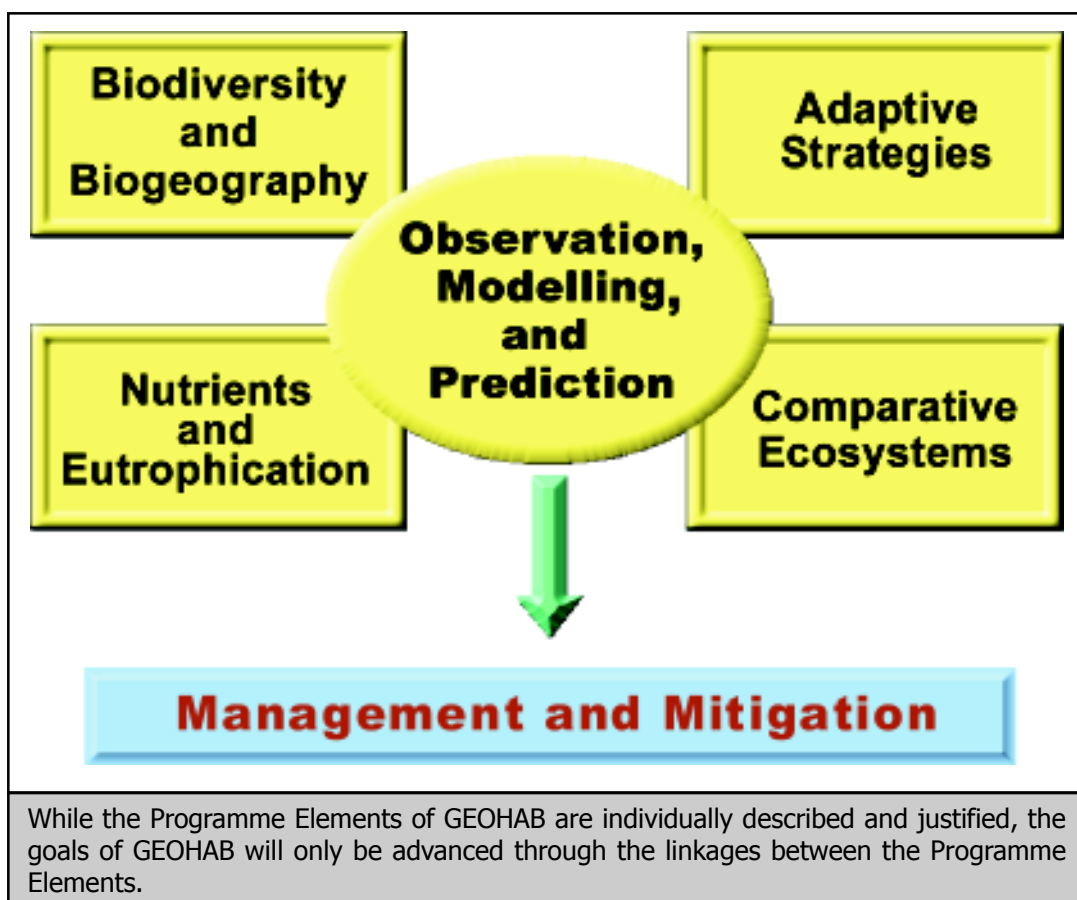 Biodiversity
and
Biogeography
Adaptive
Strategies
Observation,
Modelling,
and
Prediction
Nutrients
and
Eutrophication
Comparative
Ecosystems
Management and Mitigation
While the Programme Elements of GEOHAB are individually described and justified, the
goals of GEOHAB will only be advanced through the linkages between the Programme
Elements.